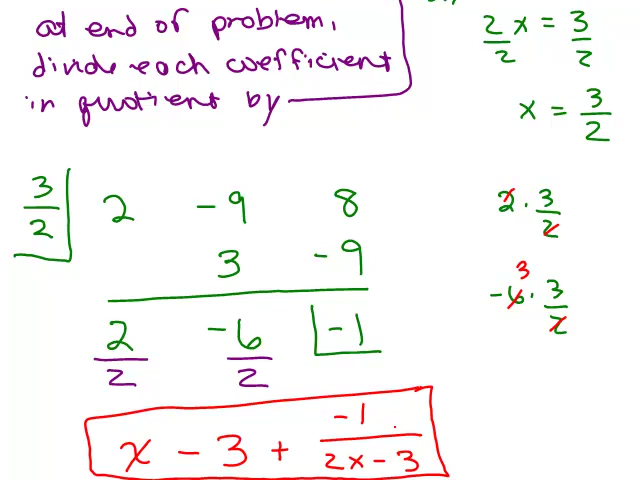 at end of problem,
divide each coefficient
in quotient by
2x/2 = 3/2
x = 3/2
3/2 2 -9 8
3 -9
2/2 -6/2 -1
2 · 3/2
3
-6 · 3/2
x - 3 + -1/(2x - 3)